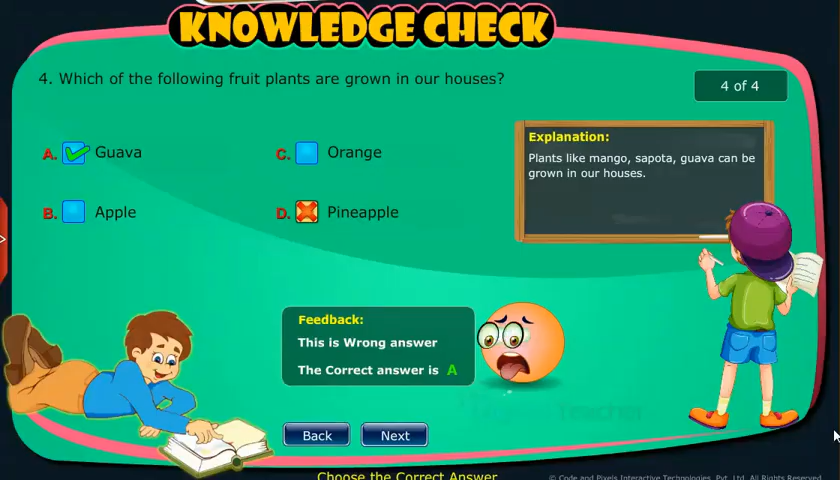 KNOWLEDGE CHECK
4. Which of the following fruit plants are grown in our houses?
4 of 4
A. Guava
C. Orange
B. Apple
D. Pineapple
Explanation:
Plants like mango, sapota, guava can be
grown in our houses.
Feedback:
This is Wrong answer
The Correct answer is A
Digital Teacher
Back
Next
Choose the Correct Answer
© Code and Pixels Interactive Technologies. Pvt. Ltd. All Rights Reserved